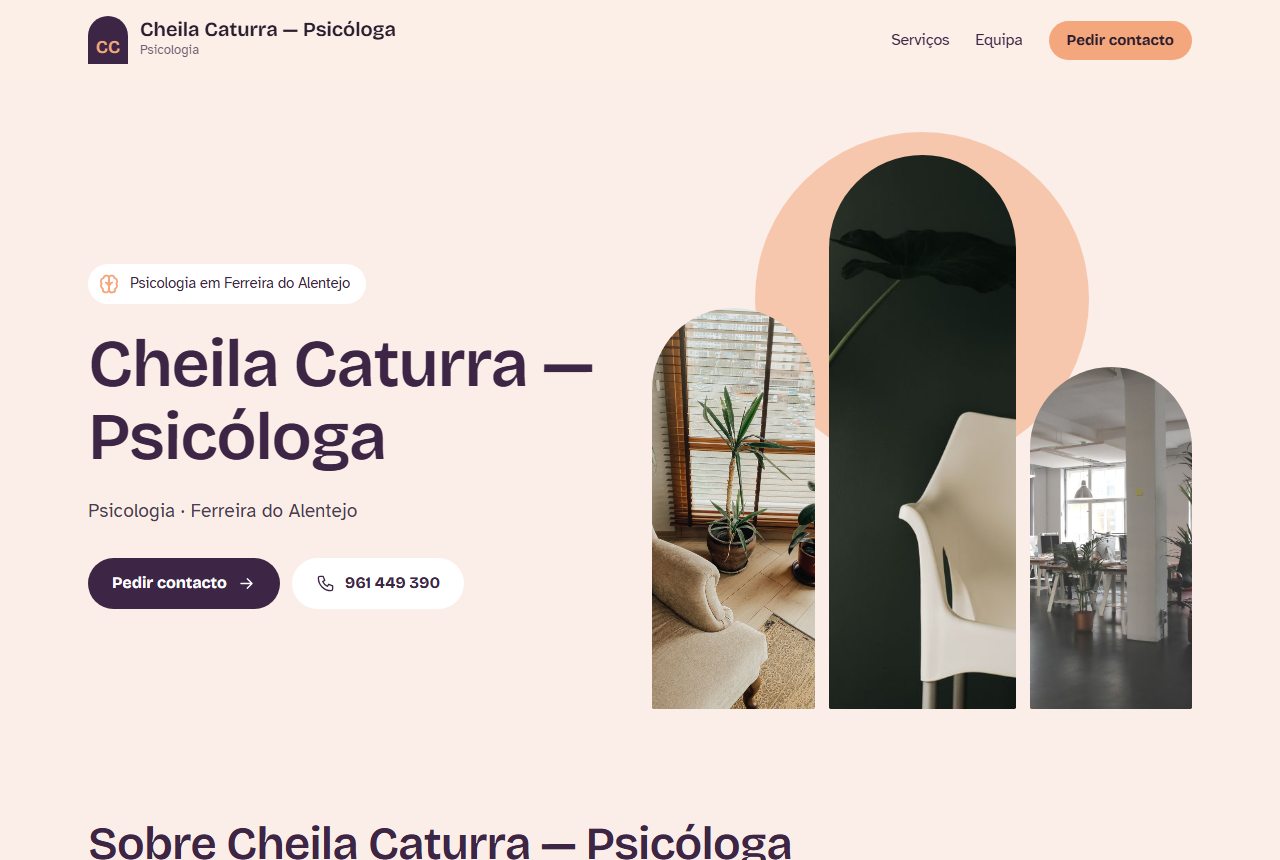 CC
Cheila Caturra — Psicóloga
Psicologia
Serviços
Equipa
Pedir contacto
Psicologia em Ferreira do Alentejo
Cheila Caturra —
Psicóloga
Psicologia · Ferreira do Alentejo
Pedir contacto
961 449 390
Sobre Cheila Caturra — Psicóloga